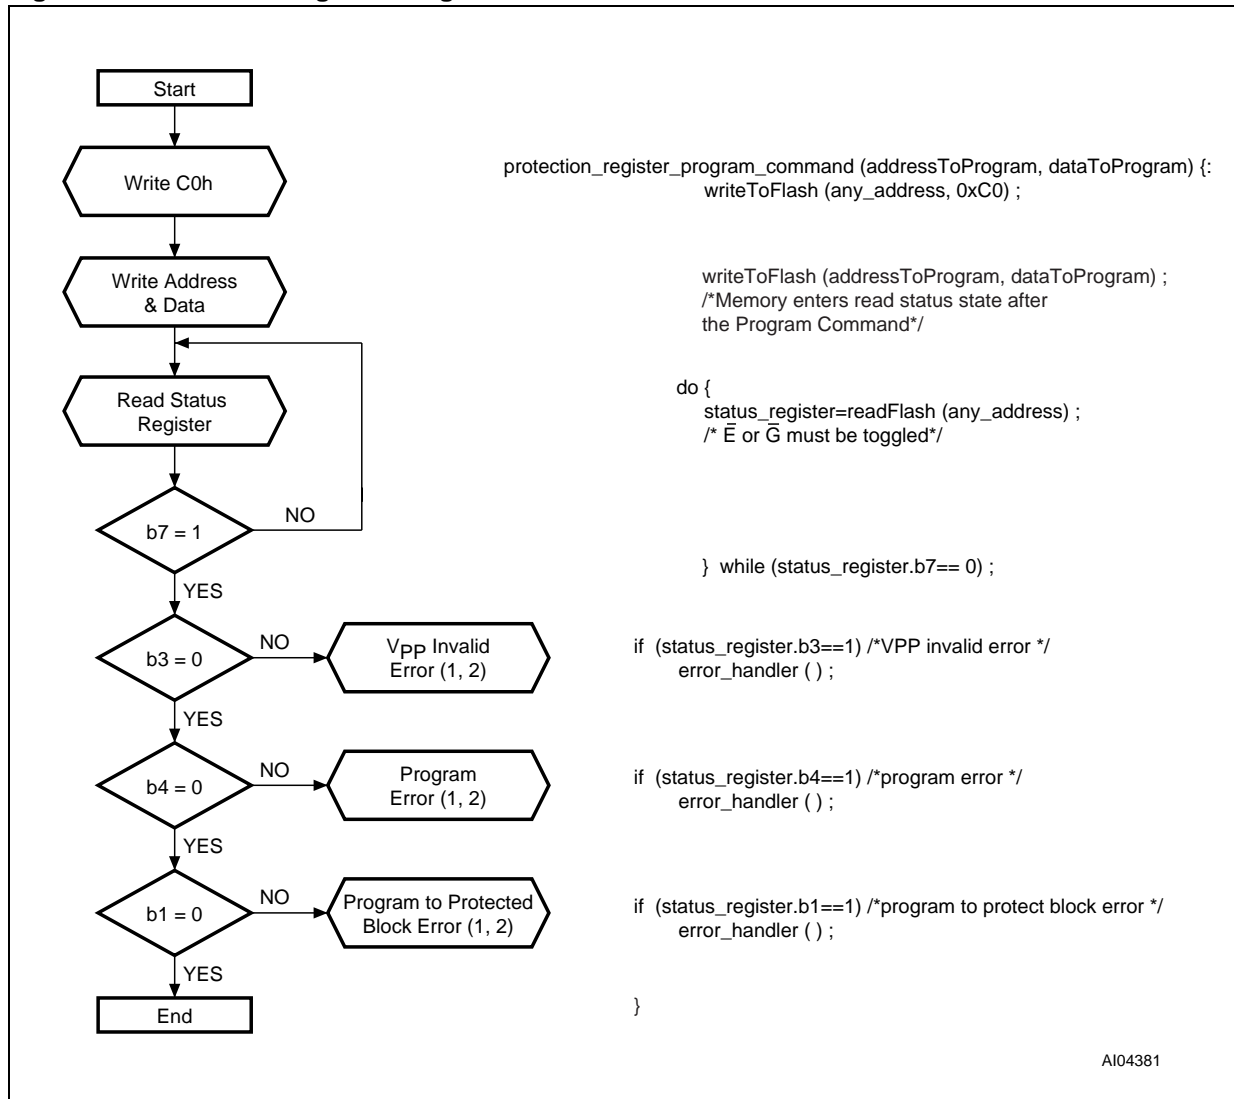 Start
Write C0h
protection_register_program_command (addressToProgram, dataToProgram) {:
writeToFlash (any_address, 0xC0) ;
Write Address
& Data
writeToFlash (addressToProgram, dataToProgram) ;
/*Memory enters read status state after
the Program Command*/
Read Status
Register
do {
status_register=readFlash (any_address) ;
/* E̅ or G̅ must be toggled*/
b7 = 1
NO
YES
} while (status_register.b7== 0) ;
b3 = 0
NO
YES
VPP Invalid
Error (1, 2)
if (status_register.b3==1) /*VPP invalid error */
error_handler ( ) ;
b4 = 0
NO
YES
Program
Error (1, 2)
if (status_register.b4==1) /*program error */
error_handler ( ) ;
b1 = 0
NO
YES
Program to Protected
Block Error (1, 2)
if (status_register.b1==1) /*program to protect block error */
error_handler ( ) ;
End
}
AI04381